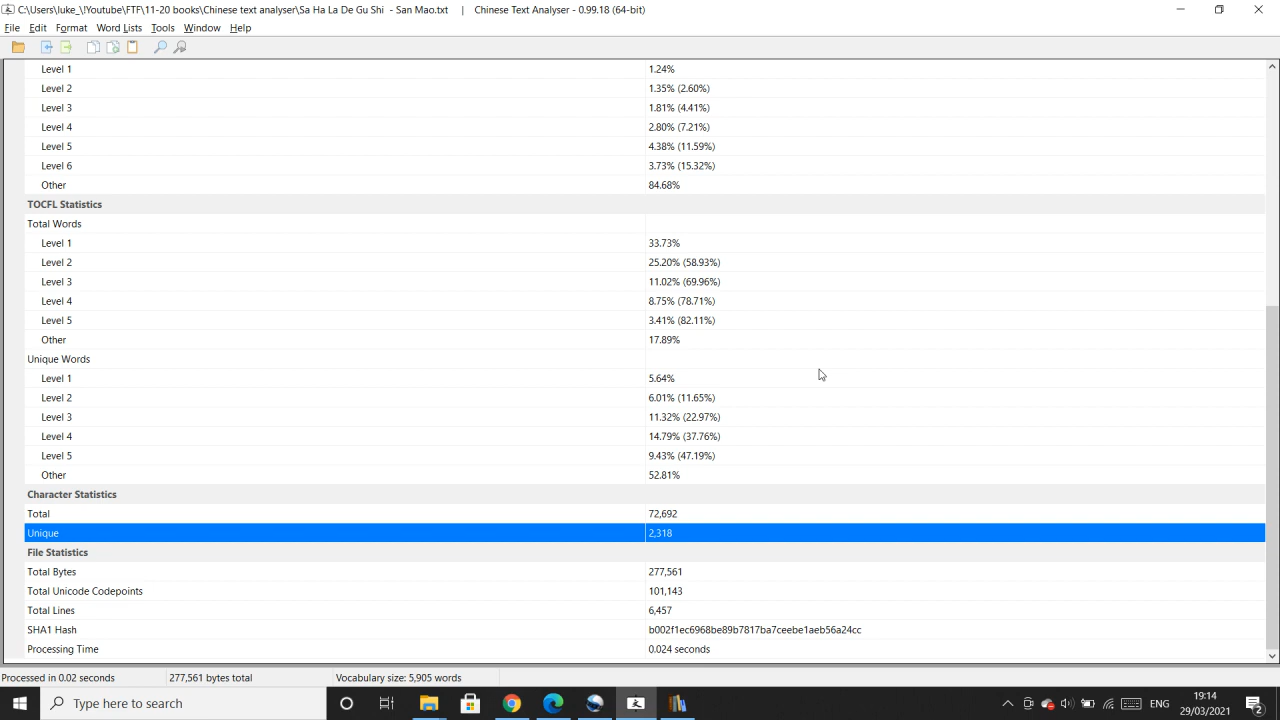 C:\Users\luke_\!Youtube\FTF\11-20 books\Chinese text analyser\Sa Ha La De Gu Shi - San Mao.txt | Chinese Text Analyser - 0.99.18 (64-bit)
File Edit Format Word Lists Tools Window Help
Level 1 1.24%
Level 2 1.35% (2.60%)
Level 3 1.81% (4.41%)
Level 4 2.80% (7.21%)
Level 5 4.38% (11.59%)
Level 6 3.73% (15.32%)
Other 84.68%
TOCFL Statistics
Total Words
Level 1 33.73%
Level 2 25.20% (58.93%)
Level 3 11.02% (69.96%)
Level 4 8.75% (78.71%)
Level 5 3.41% (82.11%)
Other 17.89%
Unique Words
Level 1 5.64%
Level 2 6.01% (11.65%)
Level 3 11.32% (22.97%)
Level 4 14.79% (37.76%)
Level 5 9.43% (47.19%)
Other 52.81%
Character Statistics
Total 72,692
Unique 2,318
File Statistics
Total Bytes 277,561
Total Unicode Codepoints 101,143
Total Lines 6,457
SHA1 Hash b002f1ec6968be89b7817ba7ceebe1aeb56a24cc
Processing Time 0.024 seconds
Processed in 0.02 seconds 277,561 bytes total Vocabulary size: 5,905 words
Type here to search ENG 19:14
29/03/2021 2